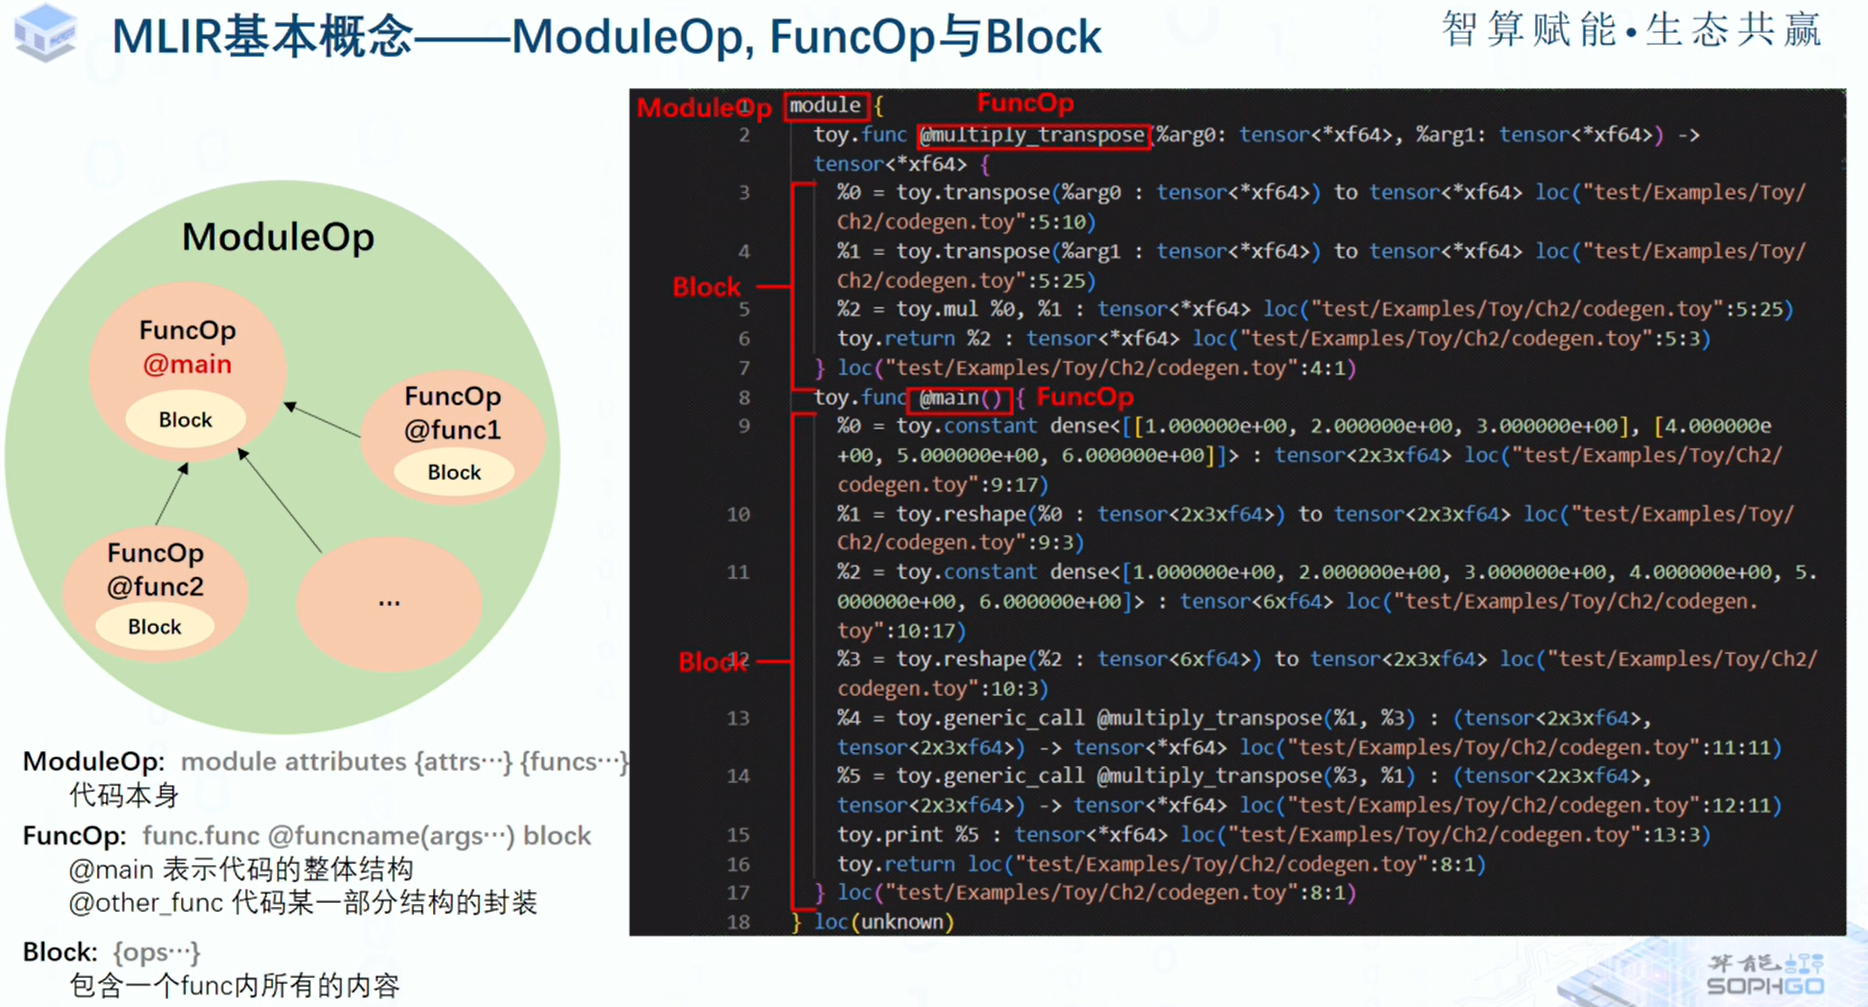 MLIR基本概念——ModuleOp, FuncOp与Block
智算赋能•生态共赢
ModuleOp
FuncOp
@main
Block
FuncOp
@func1
Block
FuncOp
@func2
Block
...
ModuleOp: module attributes {attrs…} {funcs…}
代码本身
FuncOp: func.func @funcname(args…) block
@main 表示代码的整体结构
@other_func 代码某一部分结构的封装
Block: {ops…}
包含一个func内所有的内容
ModuleOp
FuncOp
1 module {
2 toy.func @multiply_transpose(%arg0: tensor<*xf64>, %arg1: tensor<*xf64>) ->
tensor<*xf64> {
3 %0 = toy.transpose(%arg0 : tensor<*xf64>) to tensor<*xf64> loc("test/Examples/Toy/
Ch2/codegen.toy":5:10)
4 %1 = toy.transpose(%arg1 : tensor<*xf64>) to tensor<*xf64> loc("test/Examples/Toy/
Ch2/codegen.toy":5:25)
Block
5 %2 = toy.mul %0, %1 : tensor<*xf64> loc("test/Examples/Toy/Ch2/codegen.toy":5:25)
6 toy.return %2 : tensor<*xf64> loc("test/Examples/Toy/Ch2/codegen.toy":5:3)
7 } loc("test/Examples/Toy/Ch2/codegen.toy":4:1)
8 toy.func @main() { FuncOp
9 %0 = toy.constant dense<[[1.000000e+00, 2.000000e+00, 3.000000e+00], [4.000000e
+00, 5.000000e+00, 6.000000e+00]]> : tensor<2x3xf64> loc("test/Examples/Toy/Ch2/
codegen.toy":9:17)
10 %1 = toy.reshape(%0 : tensor<2x3xf64>) to tensor<2x3xf64> loc("test/Examples/Toy/
Ch2/codegen.toy":9:3)
11 %2 = toy.constant dense<[1.000000e+00, 2.000000e+00, 3.000000e+00, 4.000000e+00, 5.
000000e+00, 6.000000e+00]> : tensor<6xf64> loc("test/Examples/Toy/Ch2/codegen.
toy":10:17)
Block
12 %3 = toy.reshape(%2 : tensor<6xf64>) to tensor<2x3xf64> loc("test/Examples/Toy/Ch2/
codegen.toy":10:3)
13 %4 = toy.generic_call @multiply_transpose(%1, %3) : (tensor<2x3xf64>,
tensor<2x3xf64>) -> tensor<*xf64> loc("test/Examples/Toy/Ch2/codegen.toy":11:11)
14 %5 = toy.generic_call @multiply_transpose(%3, %1) : (tensor<2x3xf64>,
tensor<2x3xf64>) -> tensor<*xf64> loc("test/Examples/Toy/Ch2/codegen.toy":12:11)
15 toy.print %5 : tensor<*xf64> loc("test/Examples/Toy/Ch2/codegen.toy":13:3)
16 toy.return loc("test/Examples/Toy/Ch2/codegen.toy":8:1)
17 } loc("test/Examples/Toy/Ch2/codegen.toy":8:1)
18 } loc(unknown)
算能
SOPHGO